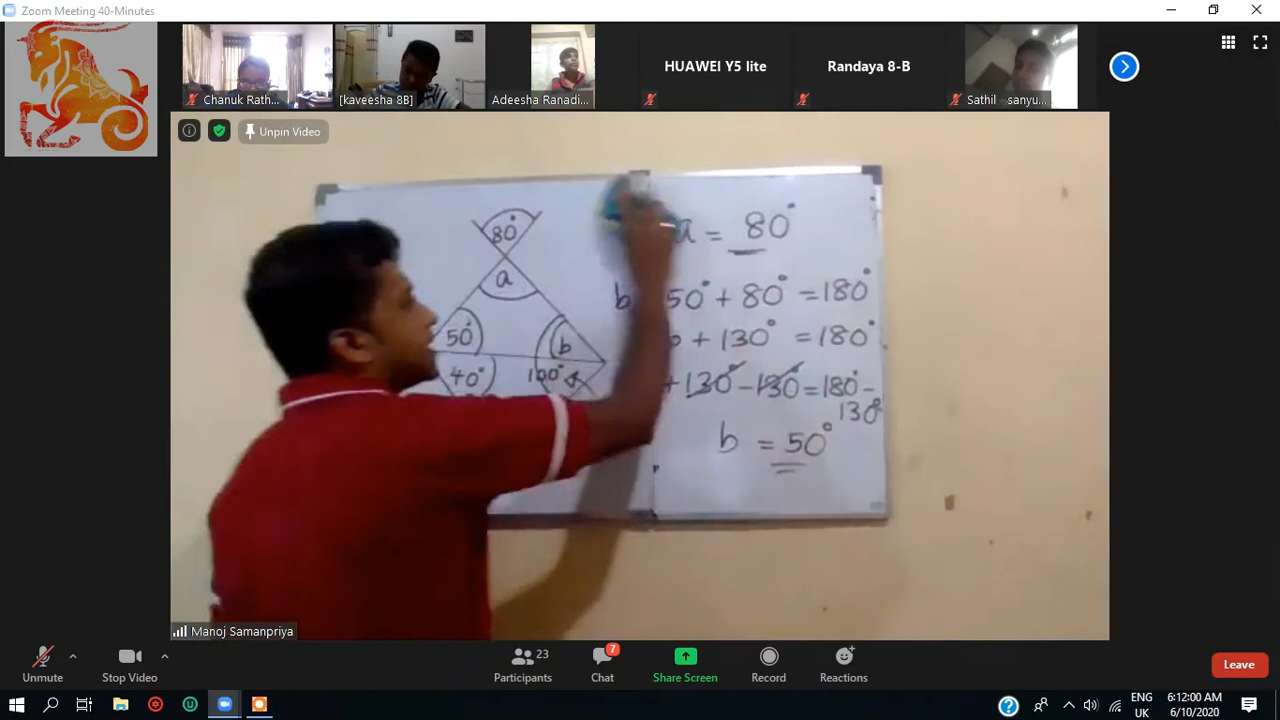 Zoom Meeting 40-Minutes
Chanuk Rath...
[kaveesha 8B]
Adeesha Ranadi...
HUAWEI Y5 lite
Randaya 8-B
Sathil sanyu...
Unpin Video
80°
a
50°
b
40°
100°
a = 80°
b 50° + 80° = 180°
+ 130° = 180°
+ 130° - 130° = 180° -
130°
b = 50°
Manoj Samanpriya
Unmute
Stop Video
23
Participants
7
Chat
Share Screen
Record
Reactions
Leave
ENG
UK
6:12:00 AM
6/10/2020